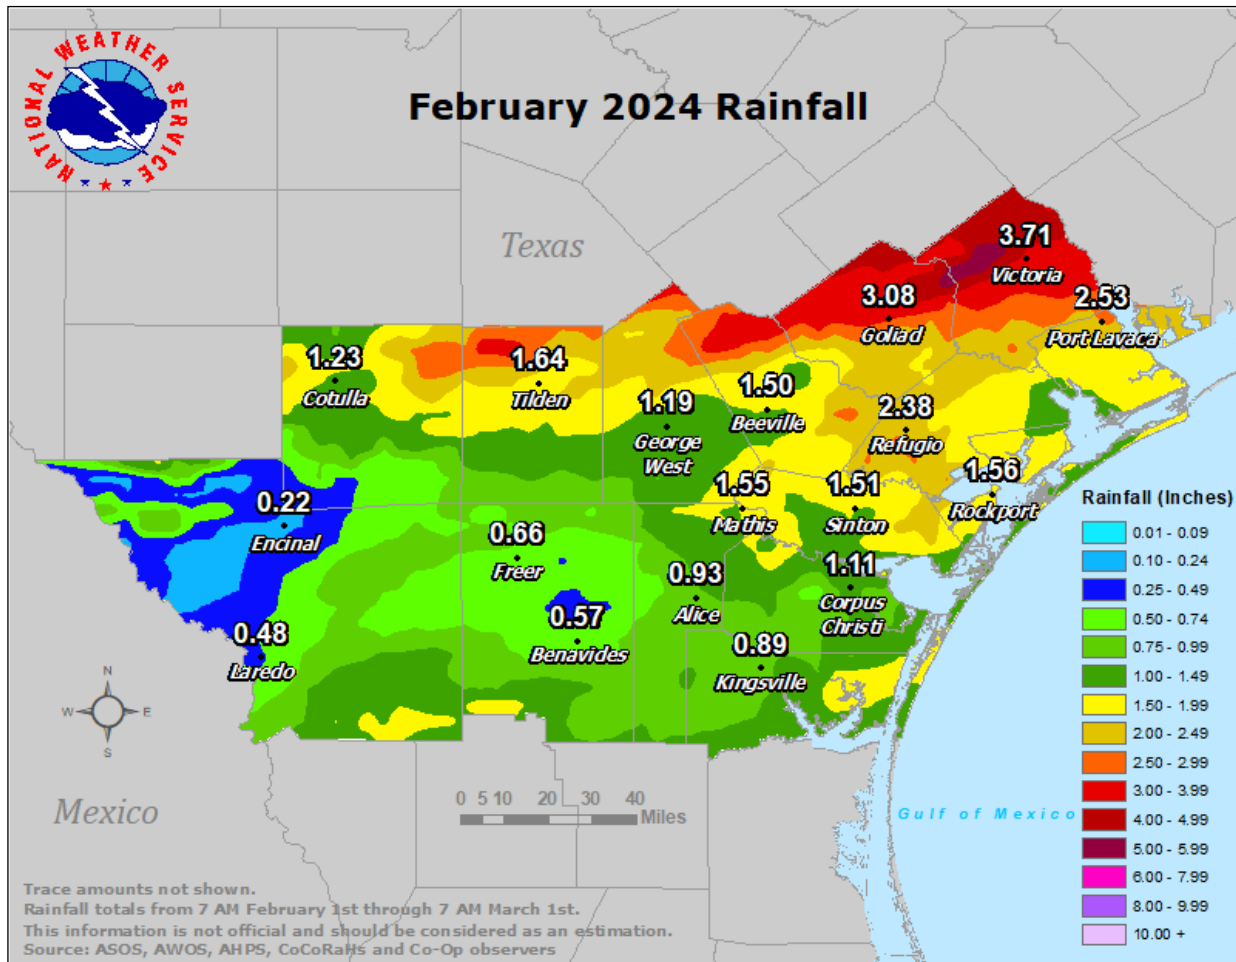 NATIONAL WEATHER SERVICE
February 2024 Rainfall
Texas
3.71
Victoria
3.08
Goliad
2.53
Port Lavaca
1.23
Cotulla
1.64
Tilden
1.50
Beeville
1.19
George
West
2.38
Refugio
1.56
Rockport
1.55
Mathis
1.51
Sinton
0.22
Encinal
0.66
Freer
0.93
Alice
1.11
Corpus
Christi
0.48
Laredo
0.57
Benavides
0.89
Kingsville
N
W E
S
Mexico
0 5 10 20 30 40
Miles
Gulf of Mexico
Rainfall (Inches)
0.01 - 0.09
0.10 - 0.24
0.25 - 0.49
0.50 - 0.74
0.75 - 0.99
1.00 - 1.49
1.50 - 1.99
2.00 - 2.49
2.50 - 2.99
3.00 - 3.99
4.00 - 4.99
5.00 - 5.99
6.00 - 7.99
8.00 - 9.99
10.00 +
Trace amounts not shown.
Rainfall totals from 7 AM February 1st through 7 AM March 1st.
This information is not official and should be considered as an estimation.
Source: ASOS, AWOS, AHPS, CoCoRaHs and Co-Op observers